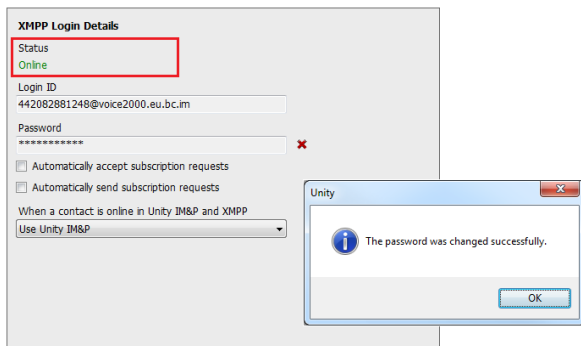 XMPP Login Details
Status
Online
Login ID
442082881248@voice2000.eu.bc.im
Password
***********
Automatically accept subscription requests
Automatically send subscription requests
When a contact is online in Unity IM&P and XMPP
Use Unity IM&P
Unity
The password was changed successfully.
OK